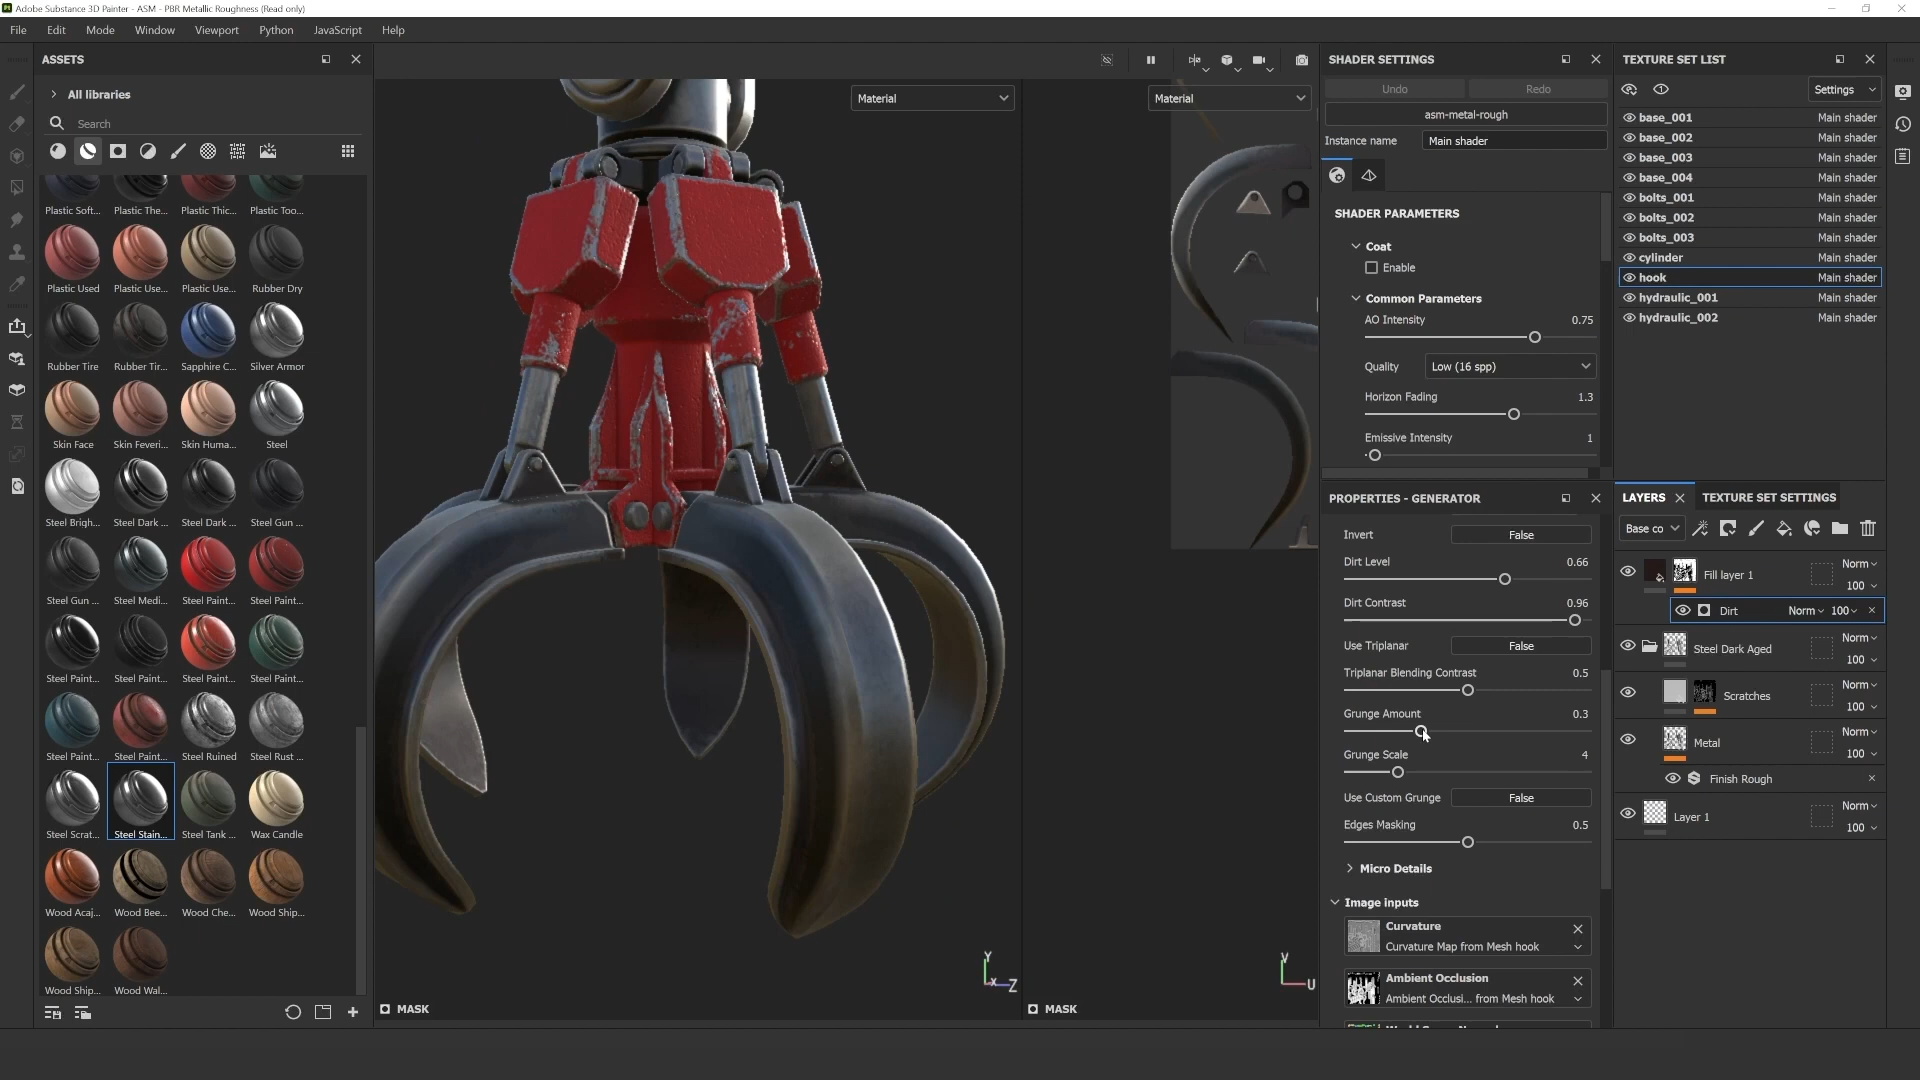 Adobe Substance 3D Painter - ASM - PBR Metallic Roughness (Read only)
File Edit Mode Window Viewport Python JavaScript Help
ASSETS
All libraries
Search
Plastic Soft... Plastic The... Plastic Thic... Plastic Too...
Plastic Used Plastic Use... Plastic Use... Rubber Dry
Rubber Tire Rubber Tir... Sapphire C... Silver Armor
Skin Face Skin Feveri... Skin Huma... Steel
Steel Brigh... Steel Dark ... Steel Dark ... Steel Gun ...
Steel Gun ... Steel Medi... Steel Paint... Steel Paint...
Steel Paint... Steel Paint... Steel Paint... Steel Paint...
Steel Paint... Steel Paint... Steel Ruined Steel Rust ...
Steel Scrat... Steel Stain... Steel Tank ... Wax Candle
Wood Acaj... Wood Bee... Wood Che... Wood Ship...
Wood Ship... Wood Wal...
Material
Y
X
Z
MASK
Material
V
U
MASK
SHADER SETTINGS
Undo Redo
asm-metal-rough
Instance name Main shader
SHADER PARAMETERS
Coat
Enable
Common Parameters
AO Intensity 0.75
Quality Low (16 spp)
Horizon Fading 1.3
Emissive Intensity 1
PROPERTIES - GENERATOR
Invert False
Dirt Level 0.66
Dirt Contrast 0.96
Use Triplanar False
Triplanar Blending Contrast 0.5
Grunge Amount 0.3
Grunge Scale 4
Use Custom Grunge False
Edges Masking 0.5
Micro Details
Image inputs
Curvature
Curvature Map from Mesh hook
Ambient Occlusion
Ambient Occlusi... from Mesh hook
TEXTURE SET LIST
Settings
base_001 Main shader
base_002 Main shader
base_003 Main shader
base_004 Main shader
bolts_001 Main shader
bolts_002 Main shader
bolts_003 Main shader
cylinder Main shader
hook Main shader
hydraulic_001 Main shader
hydraulic_002 Main shader
LAYERS TEXTURE SET SETTINGS
Base co
Fill layer 1 Norm 100
Dirt Norm 100
Steel Dark Aged Norm 100
Scratches Norm 100
Metal Norm 100
Finish Rough
Layer 1 Norm 100